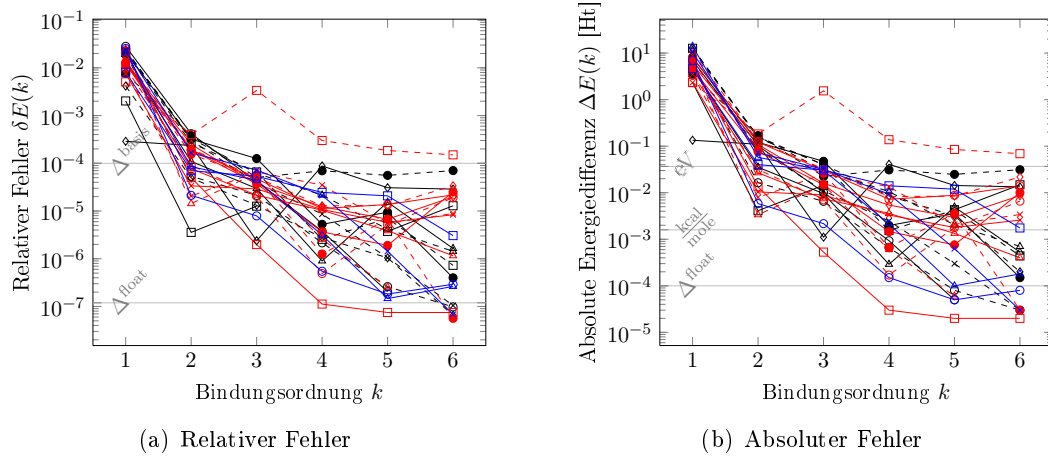 10⁻¹
10⁻²
10⁻³
10⁻⁴
10⁻⁵
10⁻⁶
10⁻⁷
Relativer Fehler δE(k)
Δbasis
Δfloat
1 2 3 4 5 6
Bindungsordnung k
(a) Relativer Fehler
10¹
10⁰
10⁻¹
10⁻²
10⁻³
10⁻⁴
10⁻⁵
Absolute Energiedifferenz ΔE(k) [Ht]
eV
kcal/mole
Δfloat
1 2 3 4 5 6
Bindungsordnung k
(b) Absoluter Fehler